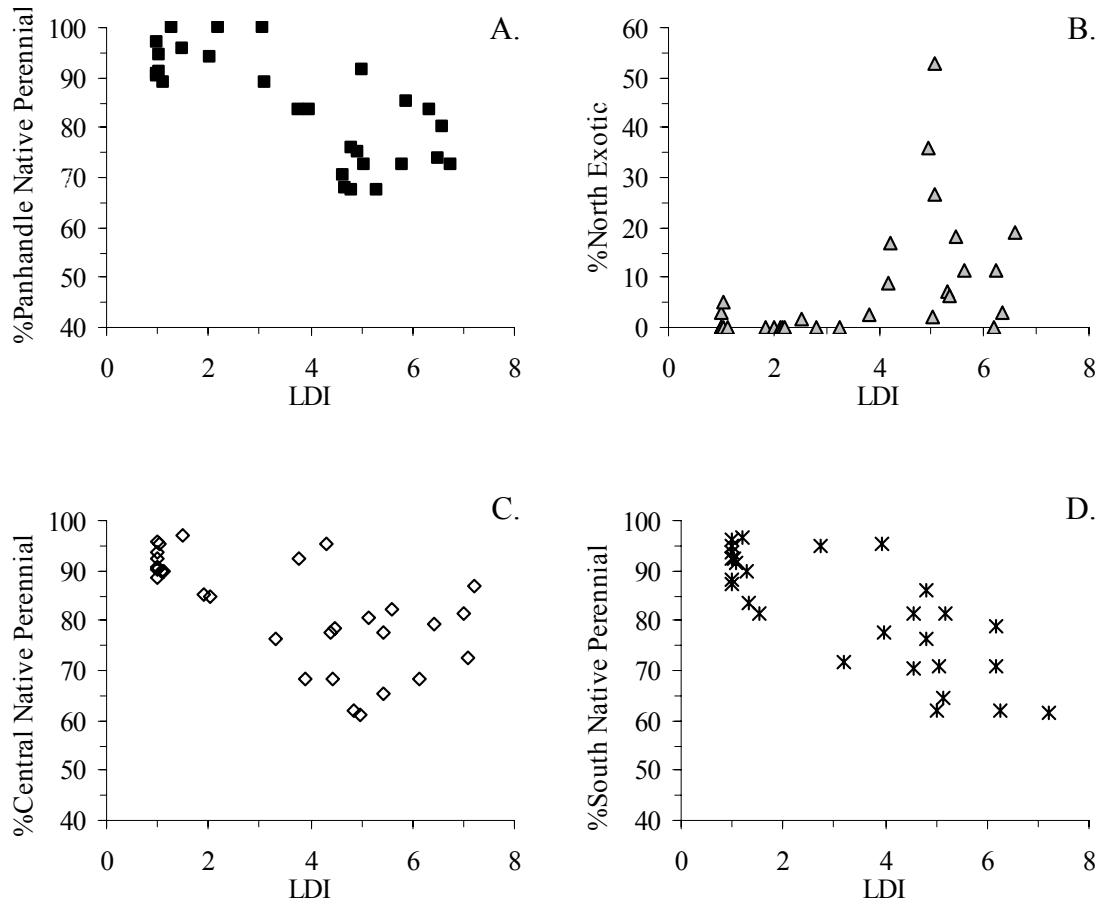 A.
%Panhandle Native Perennial
100
90
80
70
60
50
40
0 2 4 6 8
LDI
B.
%North Exotic
60
50
40
30
20
10
0
0 2 4 6 8
LDI
C.
%Central Native Perennial
100
90
80
70
60
50
40
0 2 4 6 8
LDI
D.
%South Native Perennial
100
90
80
70
60
50
40
0 2 4 6 8
LDI